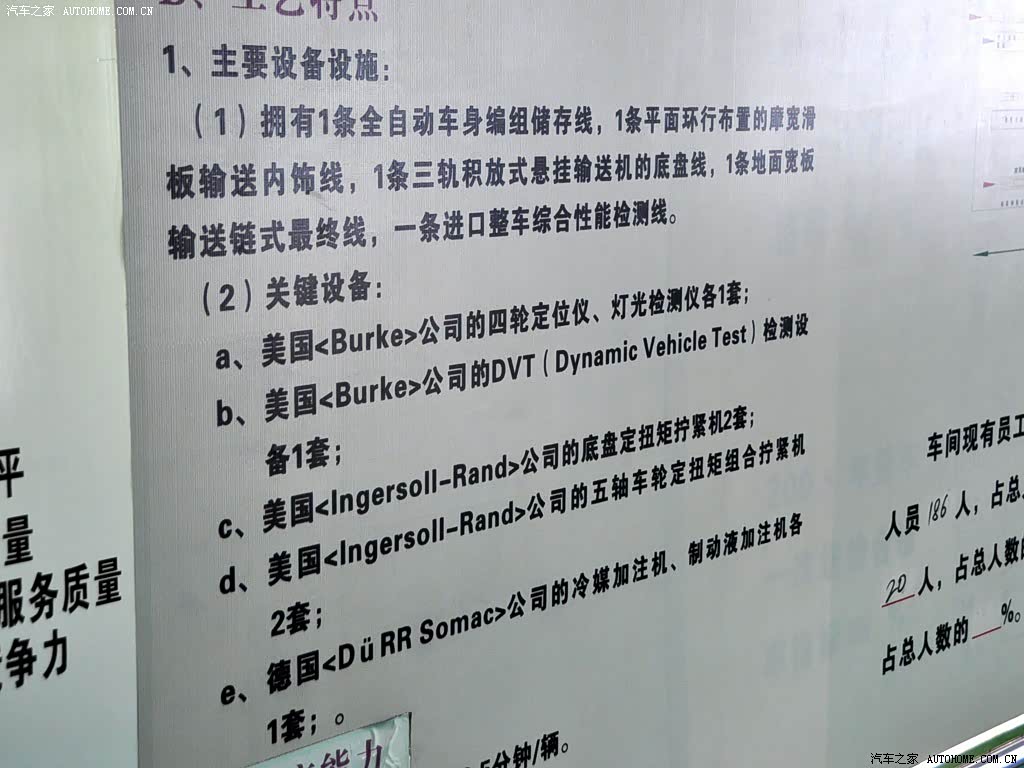 汽车之家 AUTOHOME.COM.CN
工艺特点
1、主要设备设施：
（1）拥有1条全自动车身编组储存线，1条平面环行布置的摩宽滑
板输送内饰线，1条三轨积放式悬挂输送机的底盘线，1条地面宽板
输送链式最终线，一条进口整车综合性能检测线。
（2）关键设备：
a、美国<Burke>公司的四轮定位仪、灯光检测仪各1套；
b、美国<Burke>公司的DVT（Dynamic Vehicle Test）检测设
备1套；
c、美国<Ingersoll-Rand>公司的底盘定扭矩拧紧机2套；
d、美国<Ingersoll-Rand>公司的五轴车轮定扭矩组合拧紧机
2套；
e、德国<DüRR Somac>公司的冷媒加注机、制动液加注机各
1套；。
能力
分钟/辆。
平
量
服务质量
争力
车间现有员工
人员 186 人，占总
20 人，占总人数的
占总人数的__%。
汽车之家 AUTOHOME.COM.CN